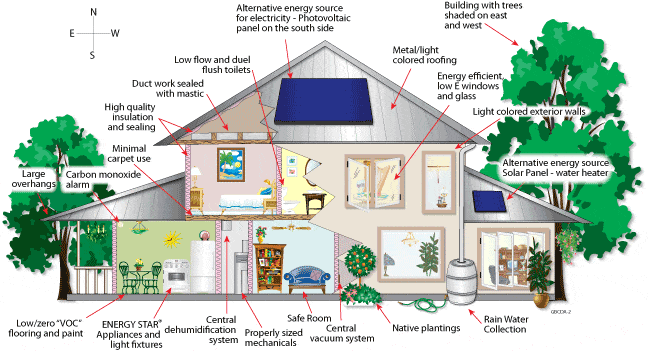 N
E
W
S
Alternative energy source
for electricity - Photovoltaic
panel on the south side
Building with trees
shaded on east
and west
Low flow and duel
flush toilets
Metal/light
colored roofing
Duct work sealed
with mastic
Energy efficient,
low E windows
and glass
High quality
insulation
and sealing
Light colored exterior walls
Minimal
carpet use
Large
overhangs
Carbon monoxide
alarm
Alternative energy source
Solar Panel - water heater
GBCDX-2
Low/zero "VOC"
flooring and paint
ENERGY STAR®
Appliances and
light fixtures
Central
dehumidification
system
Properly sized
mechanicals
Safe Room
Central
vacuum system
Native plantings
Rain Water
Collection